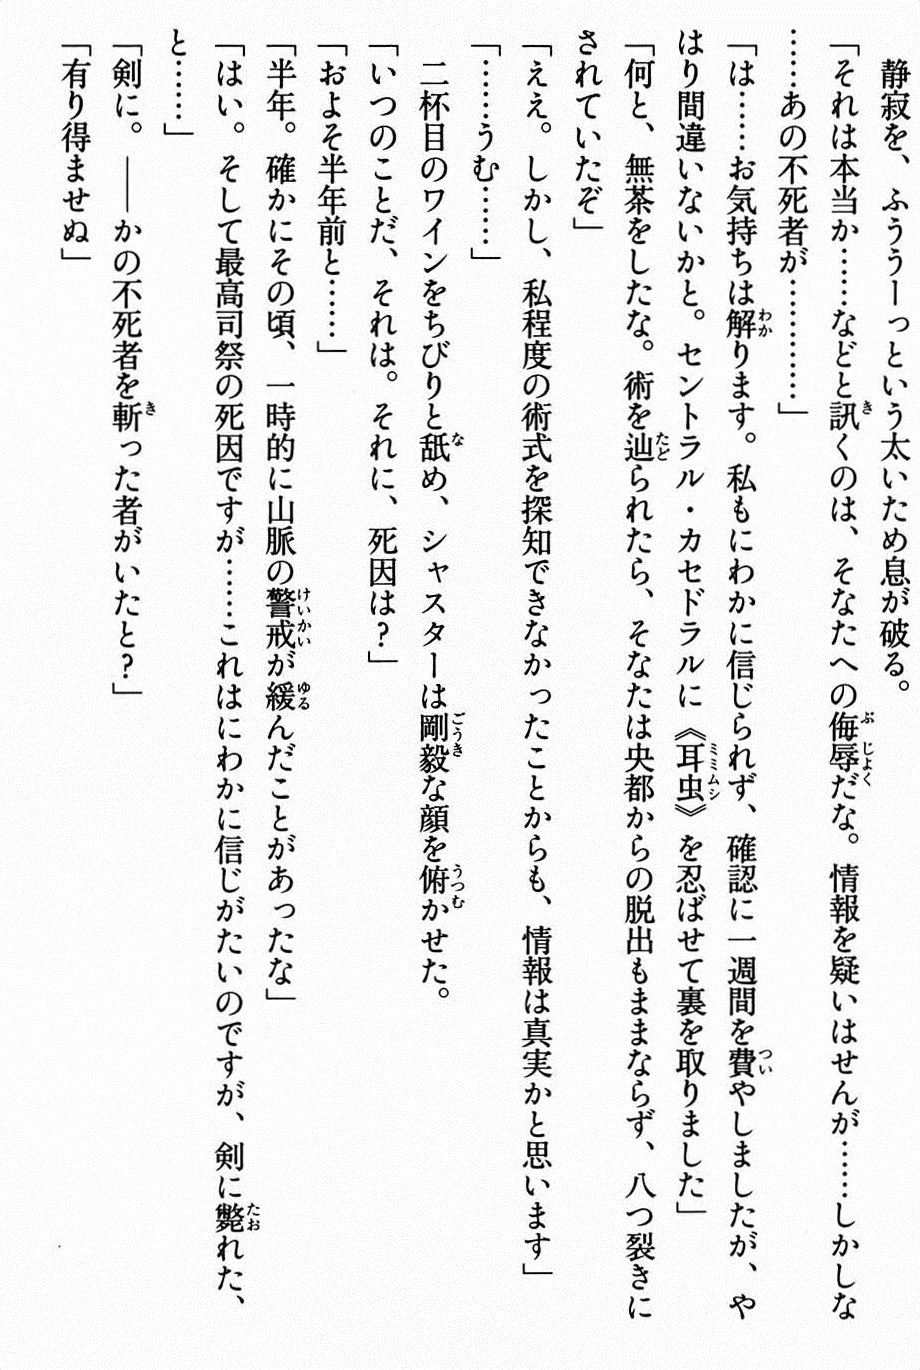 静寂を、ふううーっという太いため息が破る。
「それは本当か……などと訊くのは、そなたへの侮辱だな。情報を疑いはせんが……しかしな
……あの不死者が…………」
「は……お気持ちは解ります。私もにわかに信じられず、確認に一週間を費やしましたが、や
はり間違いないかと。セントラル・カセドラルに《耳虫》を忍ばせて裏を取りました」
「何と、無茶をしたな。術を辿られたら、そなたは央都からの脱出もままならず、八つ裂きに
されていたぞ」
「ええ。しかし、私程度の術式を探知できなかったことからも、情報は真実かと思います」
「……うむ……」
二杯目のワインをちびりと舐め、シャスターは剛毅な顔を俯かせた。
「いつのことだ、それは。それに、死因は？」
「およそ半年前と……」
「半年。確かにその頃、一時的に山脈の警戒が緩んだことがあったな」
「はい。そして最高司祭の死因ですが……これはにわかに信じがたいのですが、剣に斃れた、
と……」
「剣に。――かの不死者を斬った者がいたと？」
「有り得ませぬ」